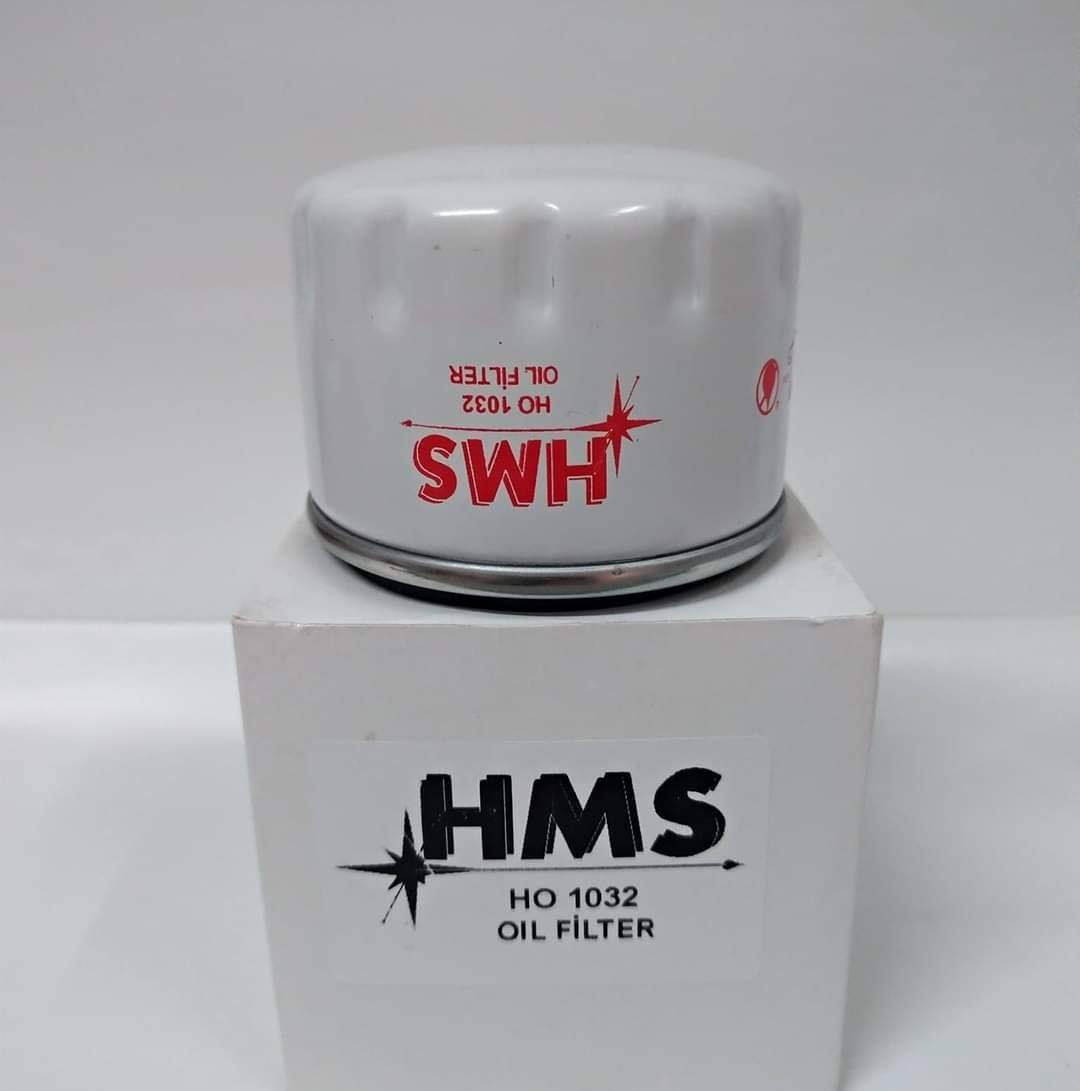 OIL FİLTER
HO 1032
HMS
HMS
HO 1032
OIL FİLTER